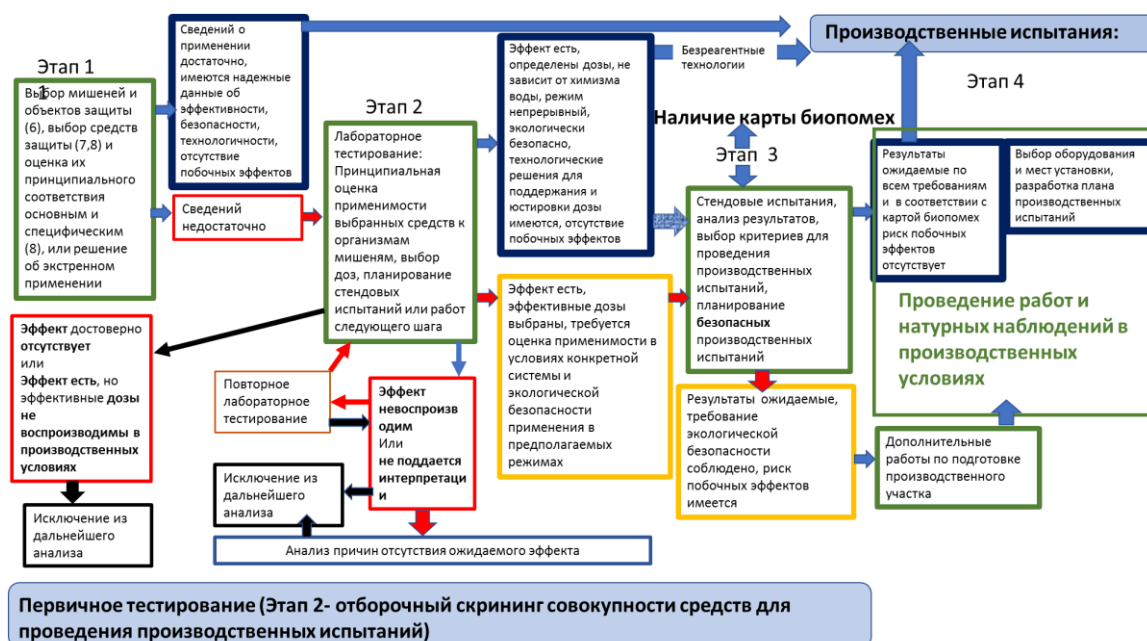 Этап 1
1
Выбор мишеней и
объектов защиты
(6), выбор средств
защиты (7,8) и
оценка их
принципиального
соответствия
основным и
специфическим
(8), или решение
об экстренном
применении
Сведений о
применении
достаточно,
имеются надежные
данные об
эффективности,
безопасности,
технологичности,
отсутствие
побочных эффектов
Сведений
недостаточно
Эффект достоверно
отсутствует
или
Эффект есть, но
эффективные дозы
не
воспроизводимы в
производственных
условиях
Исключение из
дальнейшего
анализа
Этап 2
Лабораторное
тестирование:
Принципиальная
оценка
применимости
выбранных средств к
организмам
мишеням, выбор
доз, планирование
стендовых
испытаний или работ
следующего шага
Повторное
лабораторное
тестирование
Эффект
невоспроизв
одим
Или
не поддается
интерпретаци
и
Исключение из
дальнейшего
анализа
Анализ причин отсутствия ожидаемого эффекта
Эффект есть,
определены дозы, не
зависит от химизма
воды, режим
непрерывный,
экологически
безопасно,
технологические
решения для
поддержания и
юстировки дозы
имеются, отсутствие
побочных эффектов
Эффект есть,
эффективные дозы
выбраны, требуется
оценка применимости в
условиях конкретной
системы и
экологической
безопасности
применения в
предполагаемых
режимах
Безреагентные
технологии
Производственные испытания:
Наличие карты биопомех
Этап 3
Стендовые испытания,
анализ результатов,
выбор критериев для
проведения
производственных
испытаний,
планирование
безопасных
производственных
испытаний
Результаты ожидаемые,
требование
экологической
безопасности
соблюдено, риск
побочных эффектов
имеется
Этап 4
Результаты
ожидаемые по
всем требованиям
и в соответствии с
картой биопомех
риск побочных
эффектов
отсутствует
Выбор оборудования
и мест установки,
разработка плана
производственных
испытаний
Проведение работ и
натурных наблюдений в
производственных
условиях
Дополнительные
работы по подготовке
производственного
участка
Первичное тестирование (Этап 2- отборочный скрининг совокупности средств для
проведения производственных испытаний)